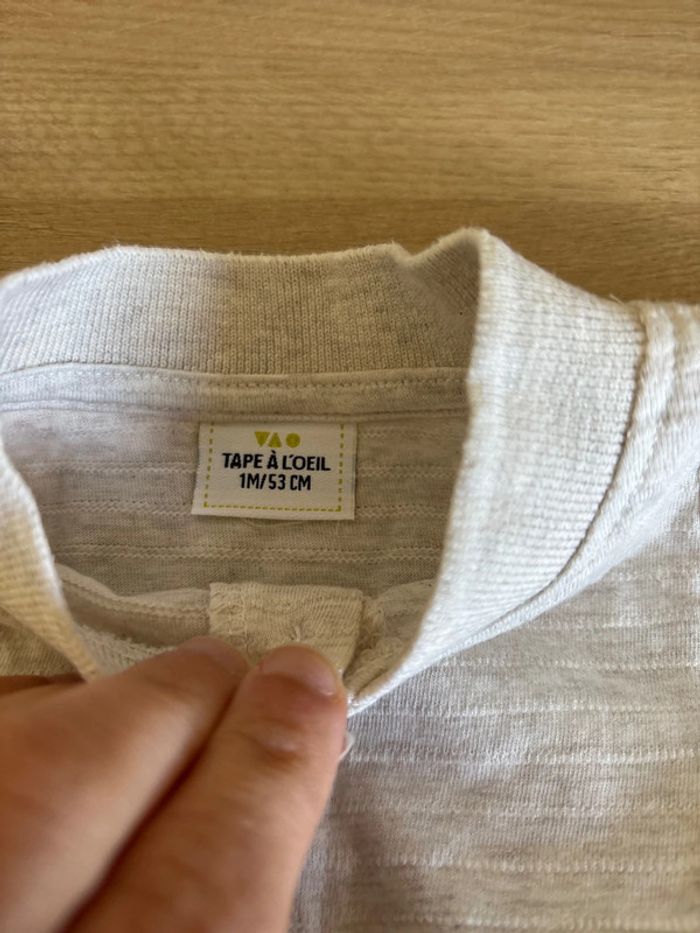 TAPE À L'OEIL
1M/53 CM